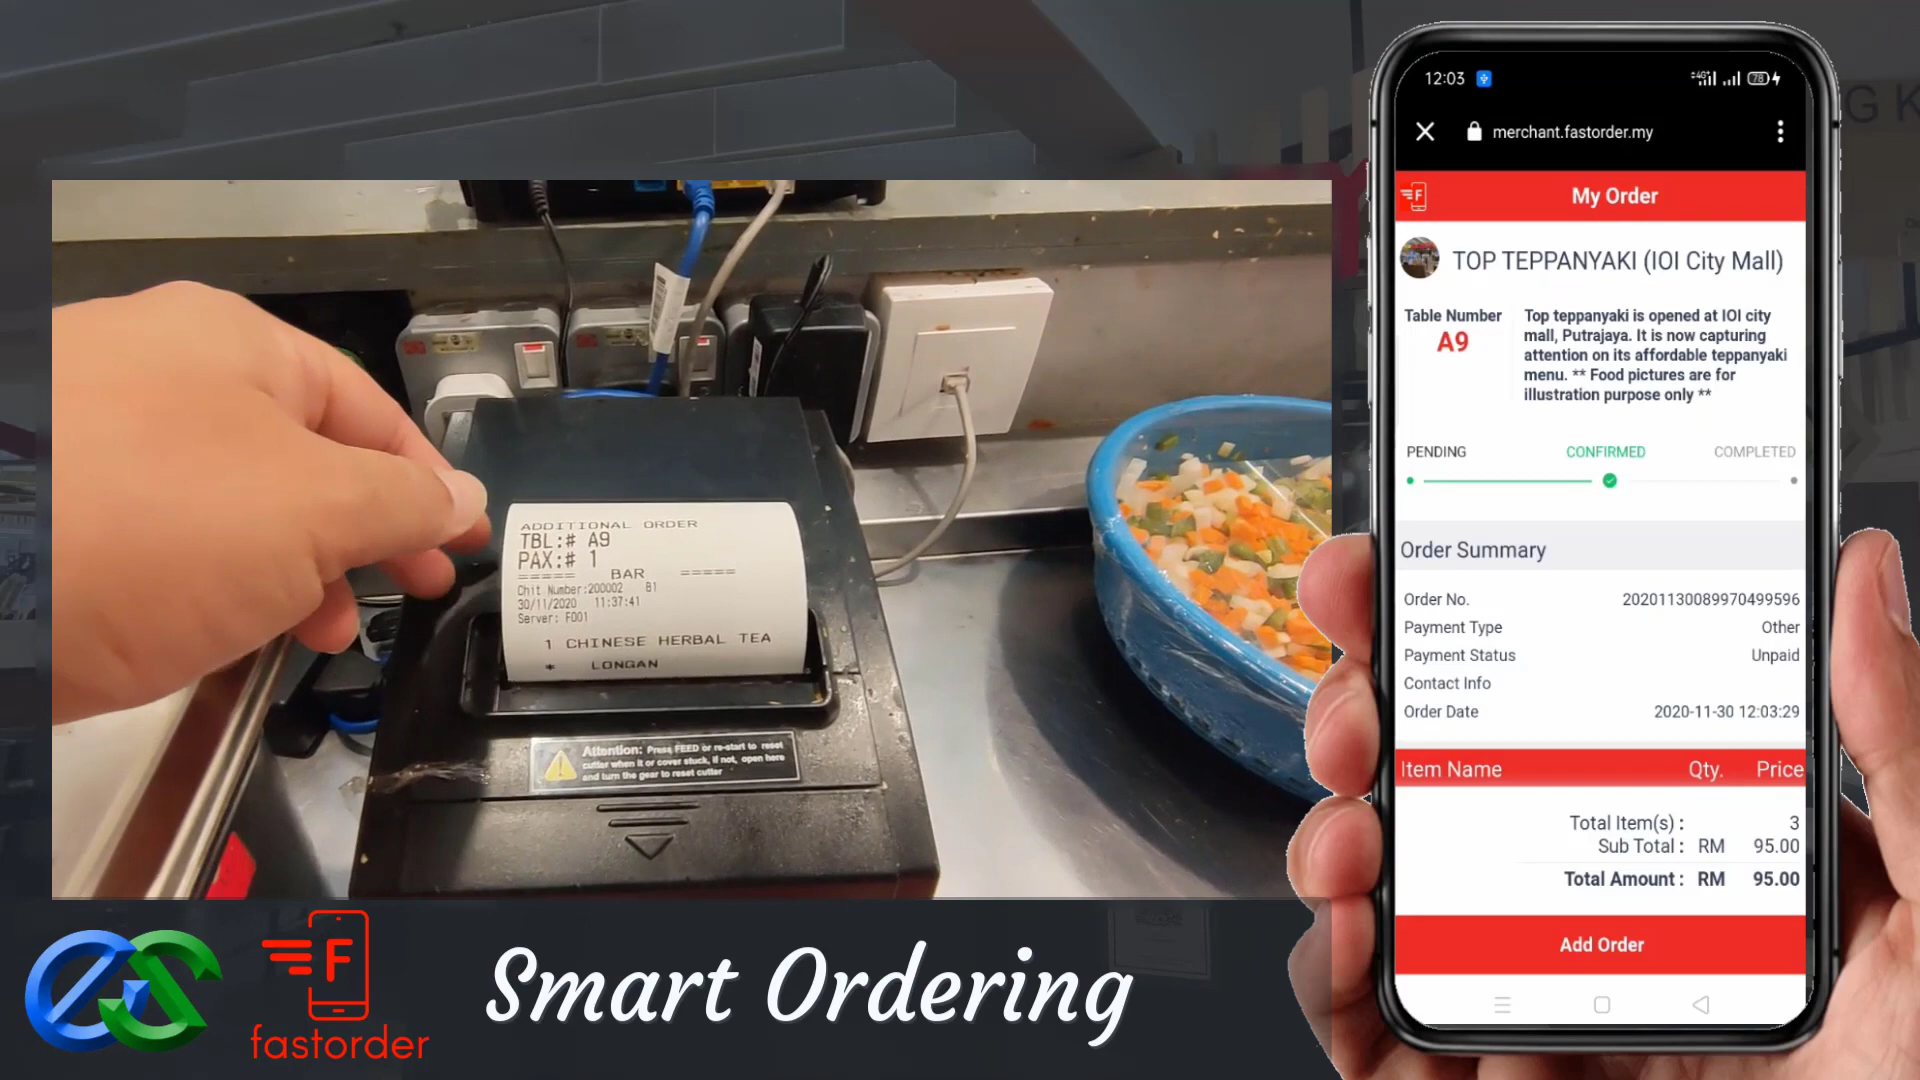 ADDITIONAL ORDER
TBL:# A9
PAX:# 1
===== BAR =====
Chit Number:200002 B1
30/11/2020 11:37:41
Server: F001
1 CHINESE HERBAL TEA
* LONGAN
Attention: Press FEED or re-start to reset
cutter when it or cover stuck, if not, open here
and turn the gear to reset cutter
F
fastorder
Smart Ordering
12:03
4G+
78
merchant.fastorder.my
F
My Order
TOP TEPPANYAKI (IOI City Mall)
Table Number
A9
Top teppanyaki is opened at IOI city
mall, Putrajaya. It is now capturing
attention on its affordable teppanyaki
menu. ** Food pictures are for
illustration purpose only **
PENDING CONFIRMED COMPLETED
Order Summary
Order No. 20201130089970499596
Payment Type Other
Payment Status Unpaid
Contact Info
Order Date 2020-11-30 12:03:29
Item Name Qty. Price
Total Item(s) : 3
Sub Total : RM 95.00
Total Amount : RM 95.00
Add Order
G K